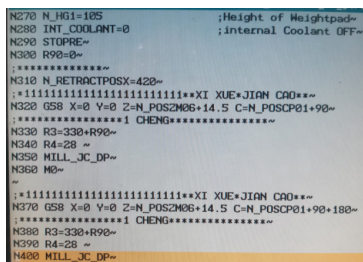 N270 N_HG1=105 ;Height of Weightpad~
N280 INT_COOLANT=0 ;internal Coolant OFF~
N290 STOPRE~
N300 R90=0~
;*************~
N310 N_RETRACTPOSX=420~
;*1111111111111111111111111**XI XUE*JIAN CAO**~
N320 G58 X=0 Y=0 Z=N_POSZM06+14.5 C=N_POSCP01+90~
;*****************1 CHENG***************~
N330 R3=330+R90~
N340 R4=28 ~
N350 MILL_JC_DP~
N360 M0~
~
;*1111111111111111111111111**XI XUE*JIAN CAO**~
N370 G58 X=0 Y=0 Z=N_POSZM06+14.5 C=N_POSCP01+90+180~
;*****************1 CHENG***************~
N380 R3=330+R90~
N390 R4=28 ~
N400 MILL_JC_DP~